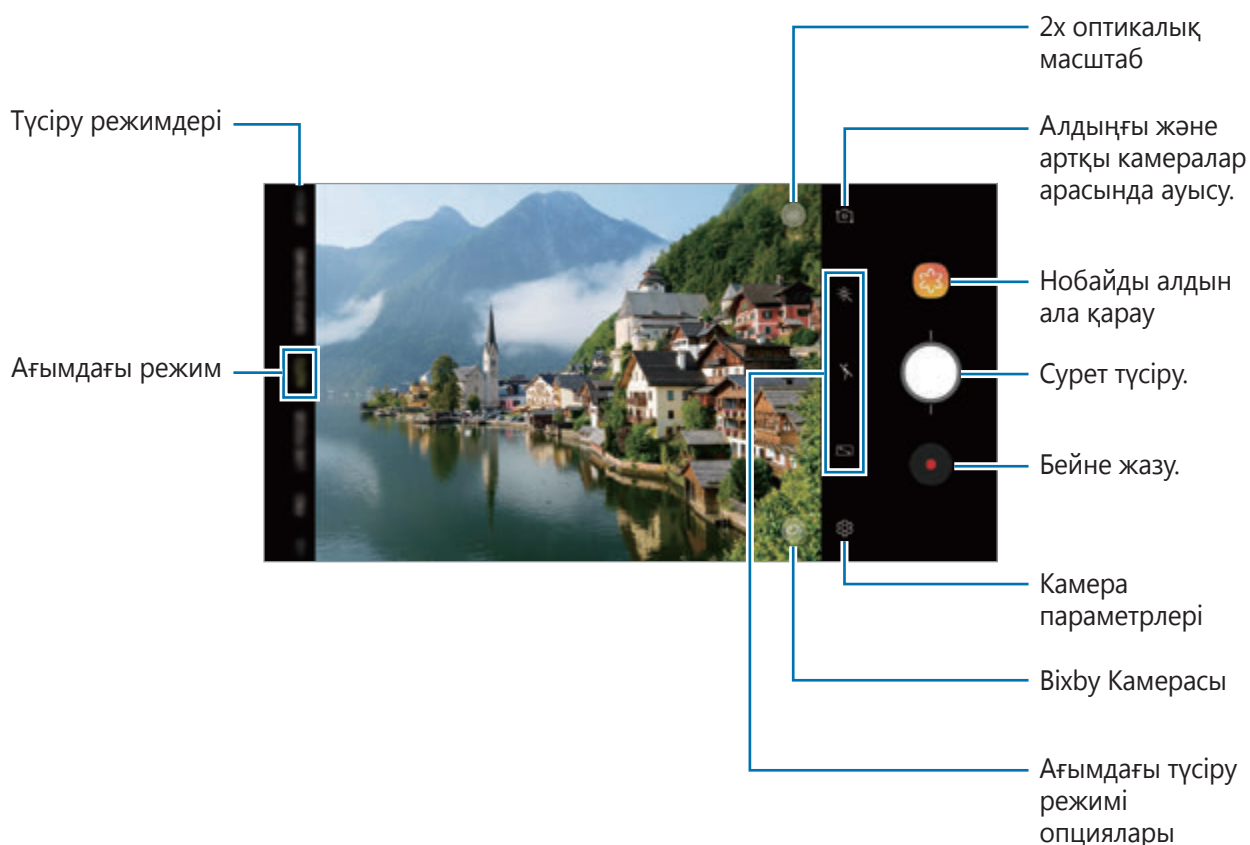 2x оптикалық
масштаб
Түсіру режимдері
Алдыңғы және
артқы камералар
арасында ауысу.
Нобайды алдын
ала қарау
Ағымдағы режим
Сурет түсіру.
Бейне жазу.
Камера
параметрлері
Bixby Камерасы
Ағымдағы түсіру
режимі
опциялары